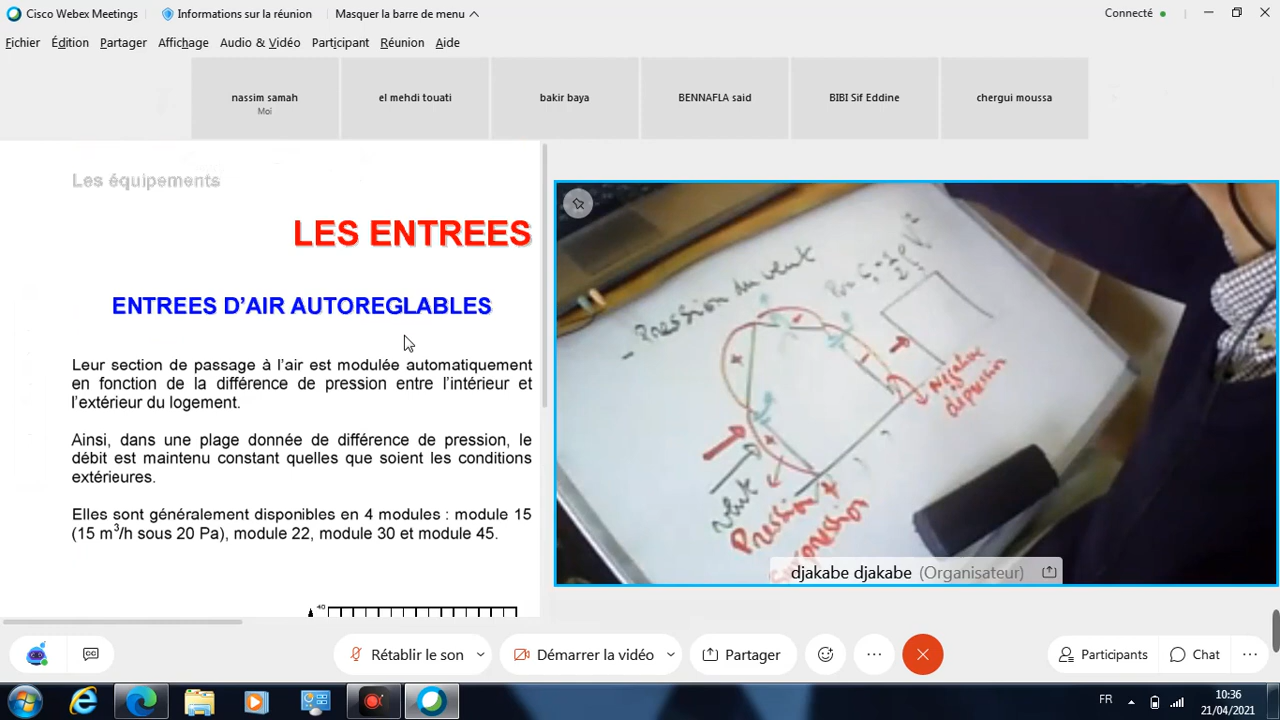 Cisco Webex Meetings
Informations sur la réunion
Masquer la barre de menu
Connecté
Fichier Édition Partager Affichage Audio & Vidéo Participant Réunion Aide
nassim samah
Moi
el mehdi touati
bakir baya
BENNAFLA said
BIBI Sif Eddine
chergui moussa
Les équipements
LES ENTREES
ENTREES D'AIR AUTOREGLABLES
Leur section de passage à l'air est modulée automatiquement
en fonction de la différence de pression entre l'intérieur et
l'extérieur du logement.
Ainsi, dans une plage donnée de différence de pression, le
débit est maintenu constant quelles que soient les conditions
extérieures.
Elles sont généralement disponibles en 4 modules : module 15
(15 m³/h sous 20 Pa), module 22, module 30 et module 45.
40
- Pression du vent
Négative
dépression
vent
Pression +
Surpression
djakabe djakabe (Organisateur)
CC
Rétablir le son
Démarrer la vidéo
Partager
Participants
Chat
FR
10:36
21/04/2021